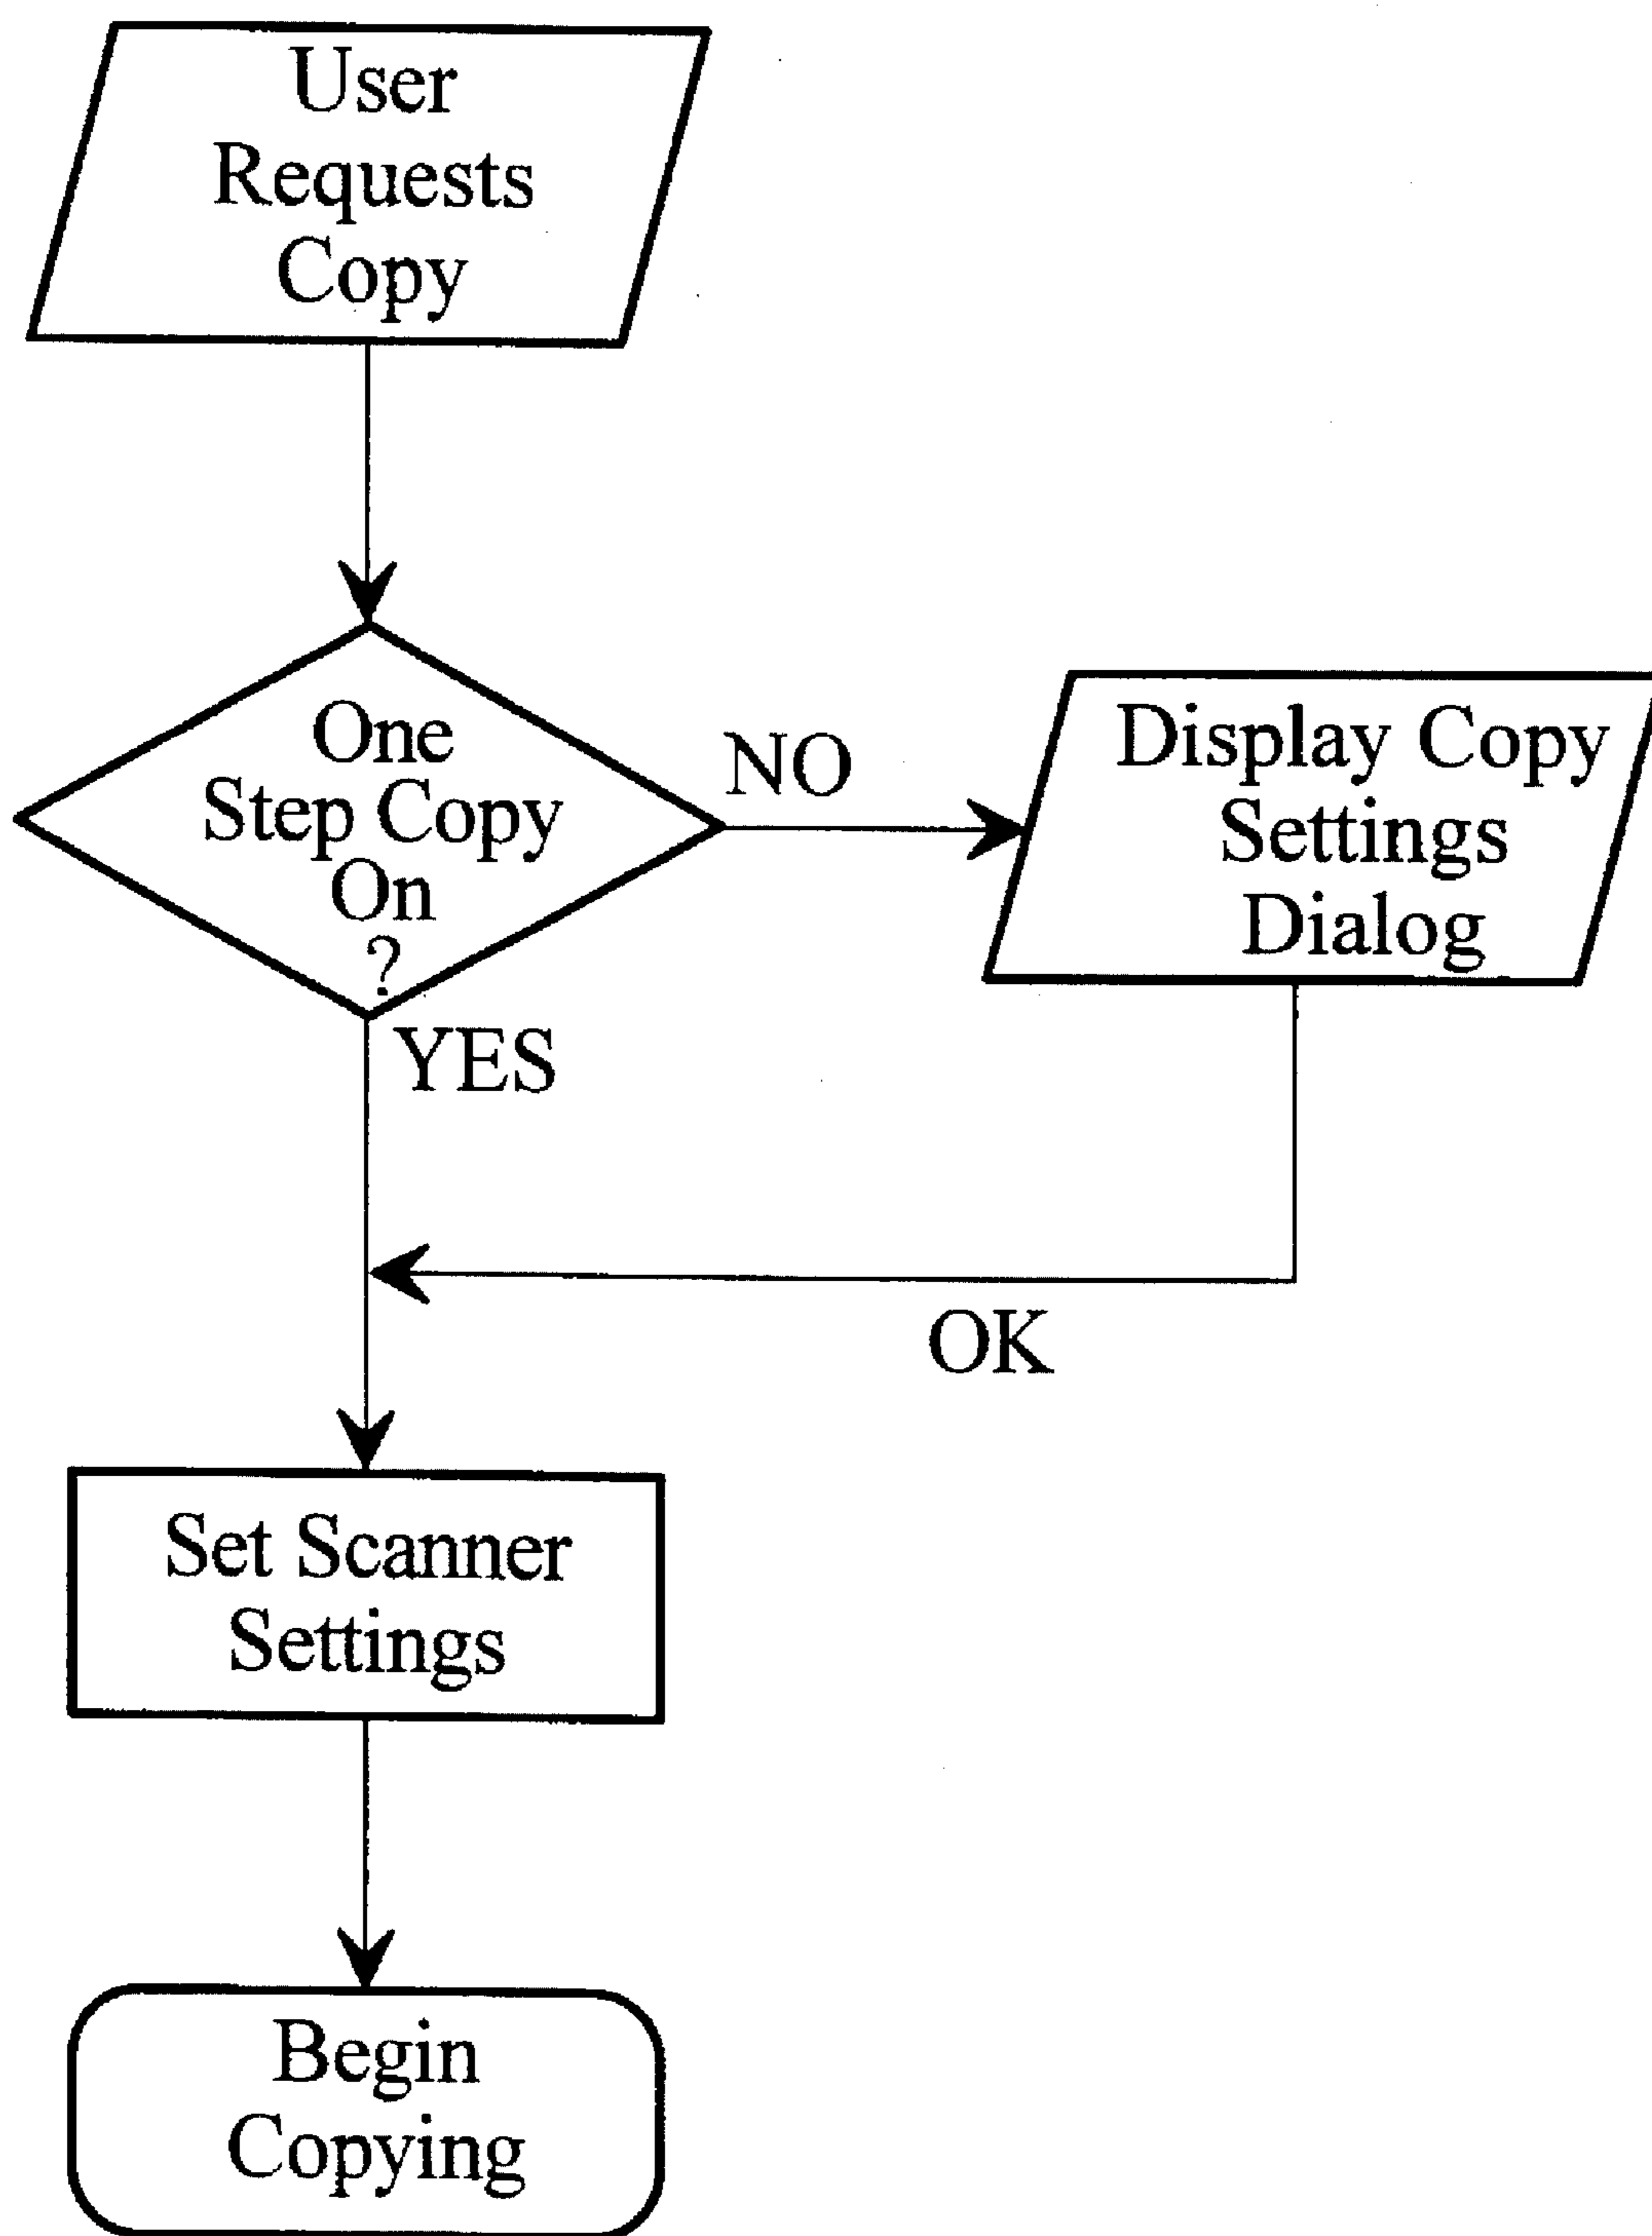 User
Requests
Copy
One
Step Copy
On
?
NO
Display Copy
Settings
Dialog
YES
OK
Set Scanner
Settings
Begin
Copying